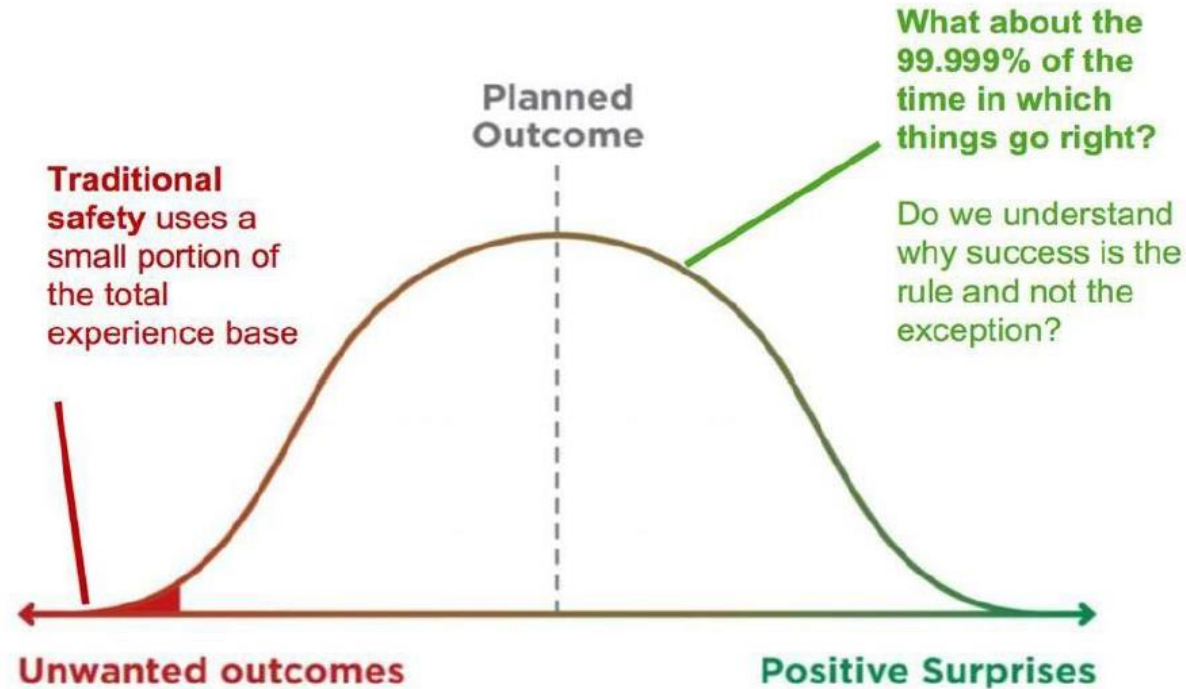 Traditional
safety uses a
small portion of
the total
experience base
Planned
Outcome
What about the
99.999% of the
time in which
things go right?
Do we understand
why success is the
rule and not the
exception?
Unwanted outcomes
Positive Surprises